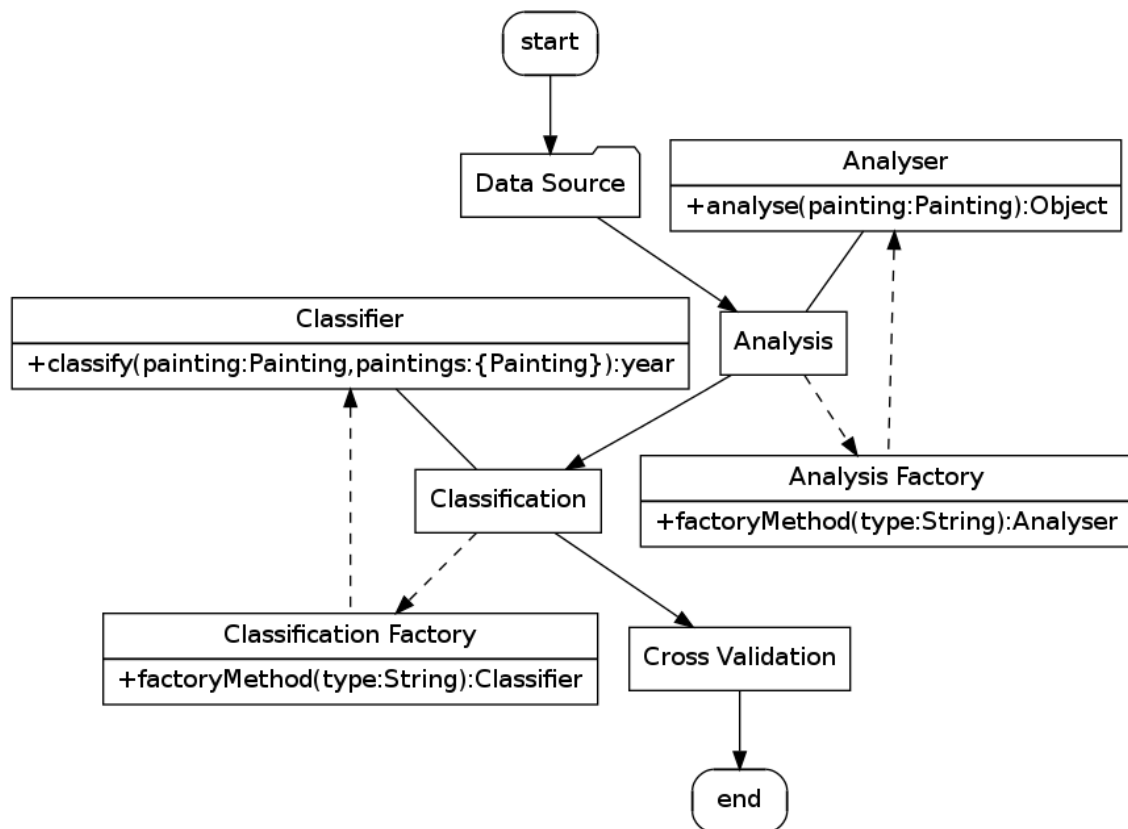 start
Data Source
Analyser
+analyse(painting:Painting):Object
Classifier
+classify(painting:Painting,paintings:{Painting}):year
Analysis
Classification
Analysis Factory
+factoryMethod(type:String):Analyser
Classification Factory
+factoryMethod(type:String):Classifier
Cross Validation
end